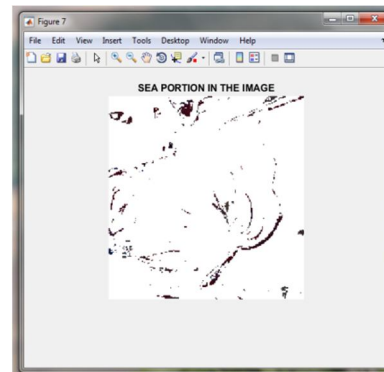 Figure 7
File Edit View Insert Tools Desktop Window Help
SEA PORTION IN THE IMAGE